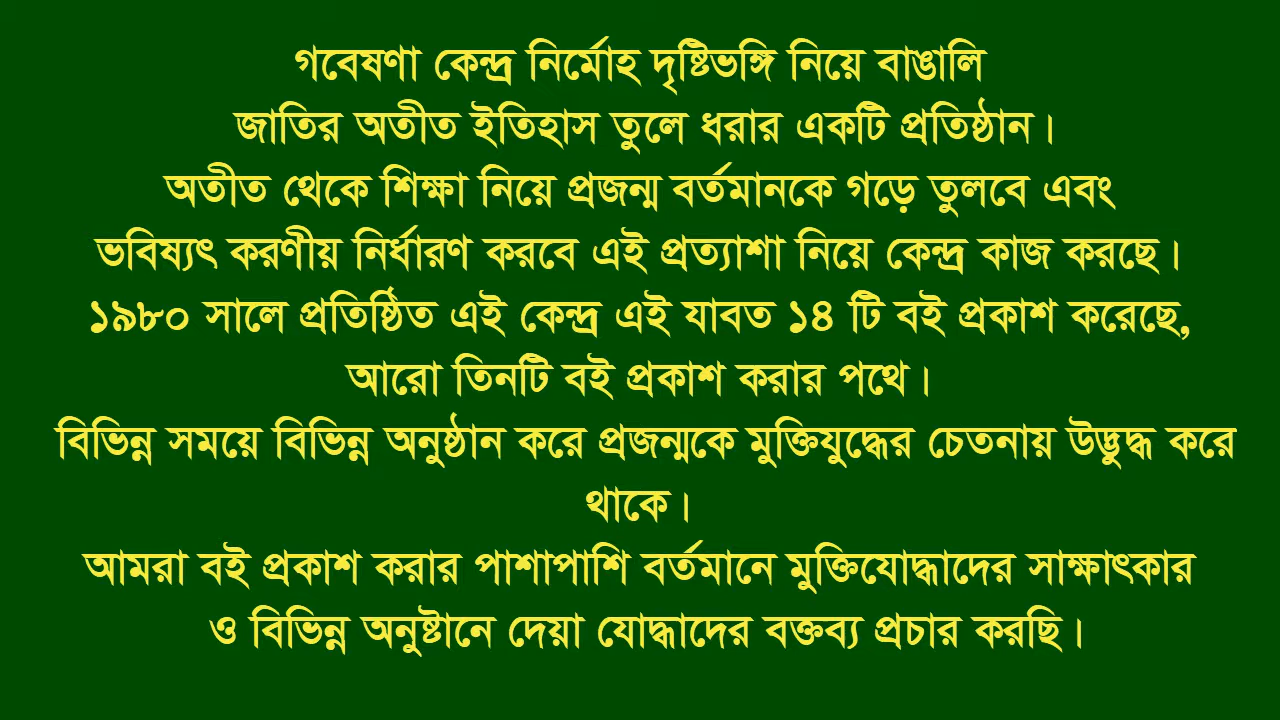 গবেষণা কেন্দ্র নির্মোহ দৃষ্টিভঙ্গি নিয়ে বাঙালি
জাতির অতীত ইতিহাস তুলে ধরার একটি প্রতিষ্ঠান।
অতীত থেকে শিক্ষা নিয়ে প্রজন্ম বর্তমানকে গড়ে তুলবে এবং
ভবিষ্যৎ করণীয় নির্ধারণ করবে এই প্রত্যাশা নিয়ে কেন্দ্র কাজ করছে।
১৯৮০ সালে প্রতিষ্ঠিত এই কেন্দ্র এই যাবত ১৪ টি বই প্রকাশ করেছে,
আরো তিনটি বই প্রকাশ করার পথে।
বিভিন্ন সময়ে বিভিন্ন অনুষ্ঠান করে প্রজন্মকে মুক্তিযুদ্ধের চেতনায় উদ্ভুদ্ধ করে
থাকে।
আমরা বই প্রকাশ করার পাশাপাশি বর্তমানে মুক্তিযোদ্ধাদের সাক্ষাৎকার
ও বিভিন্ন অনুষ্টানে দেয়া যোদ্ধাদের বক্তব্য প্রচার করছি।